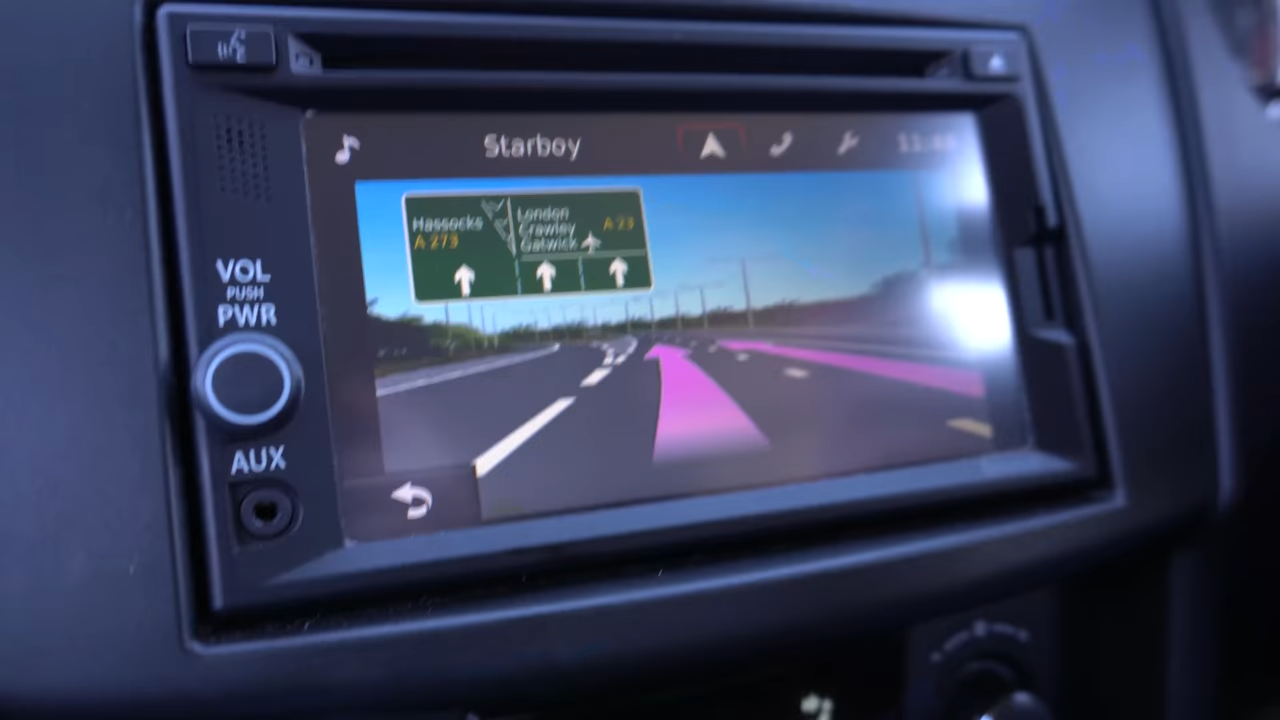 Starboy
Hassocks
A 273
London
Crawley
Gatwick
A 23
VOL
PUSH
PWR
AUX